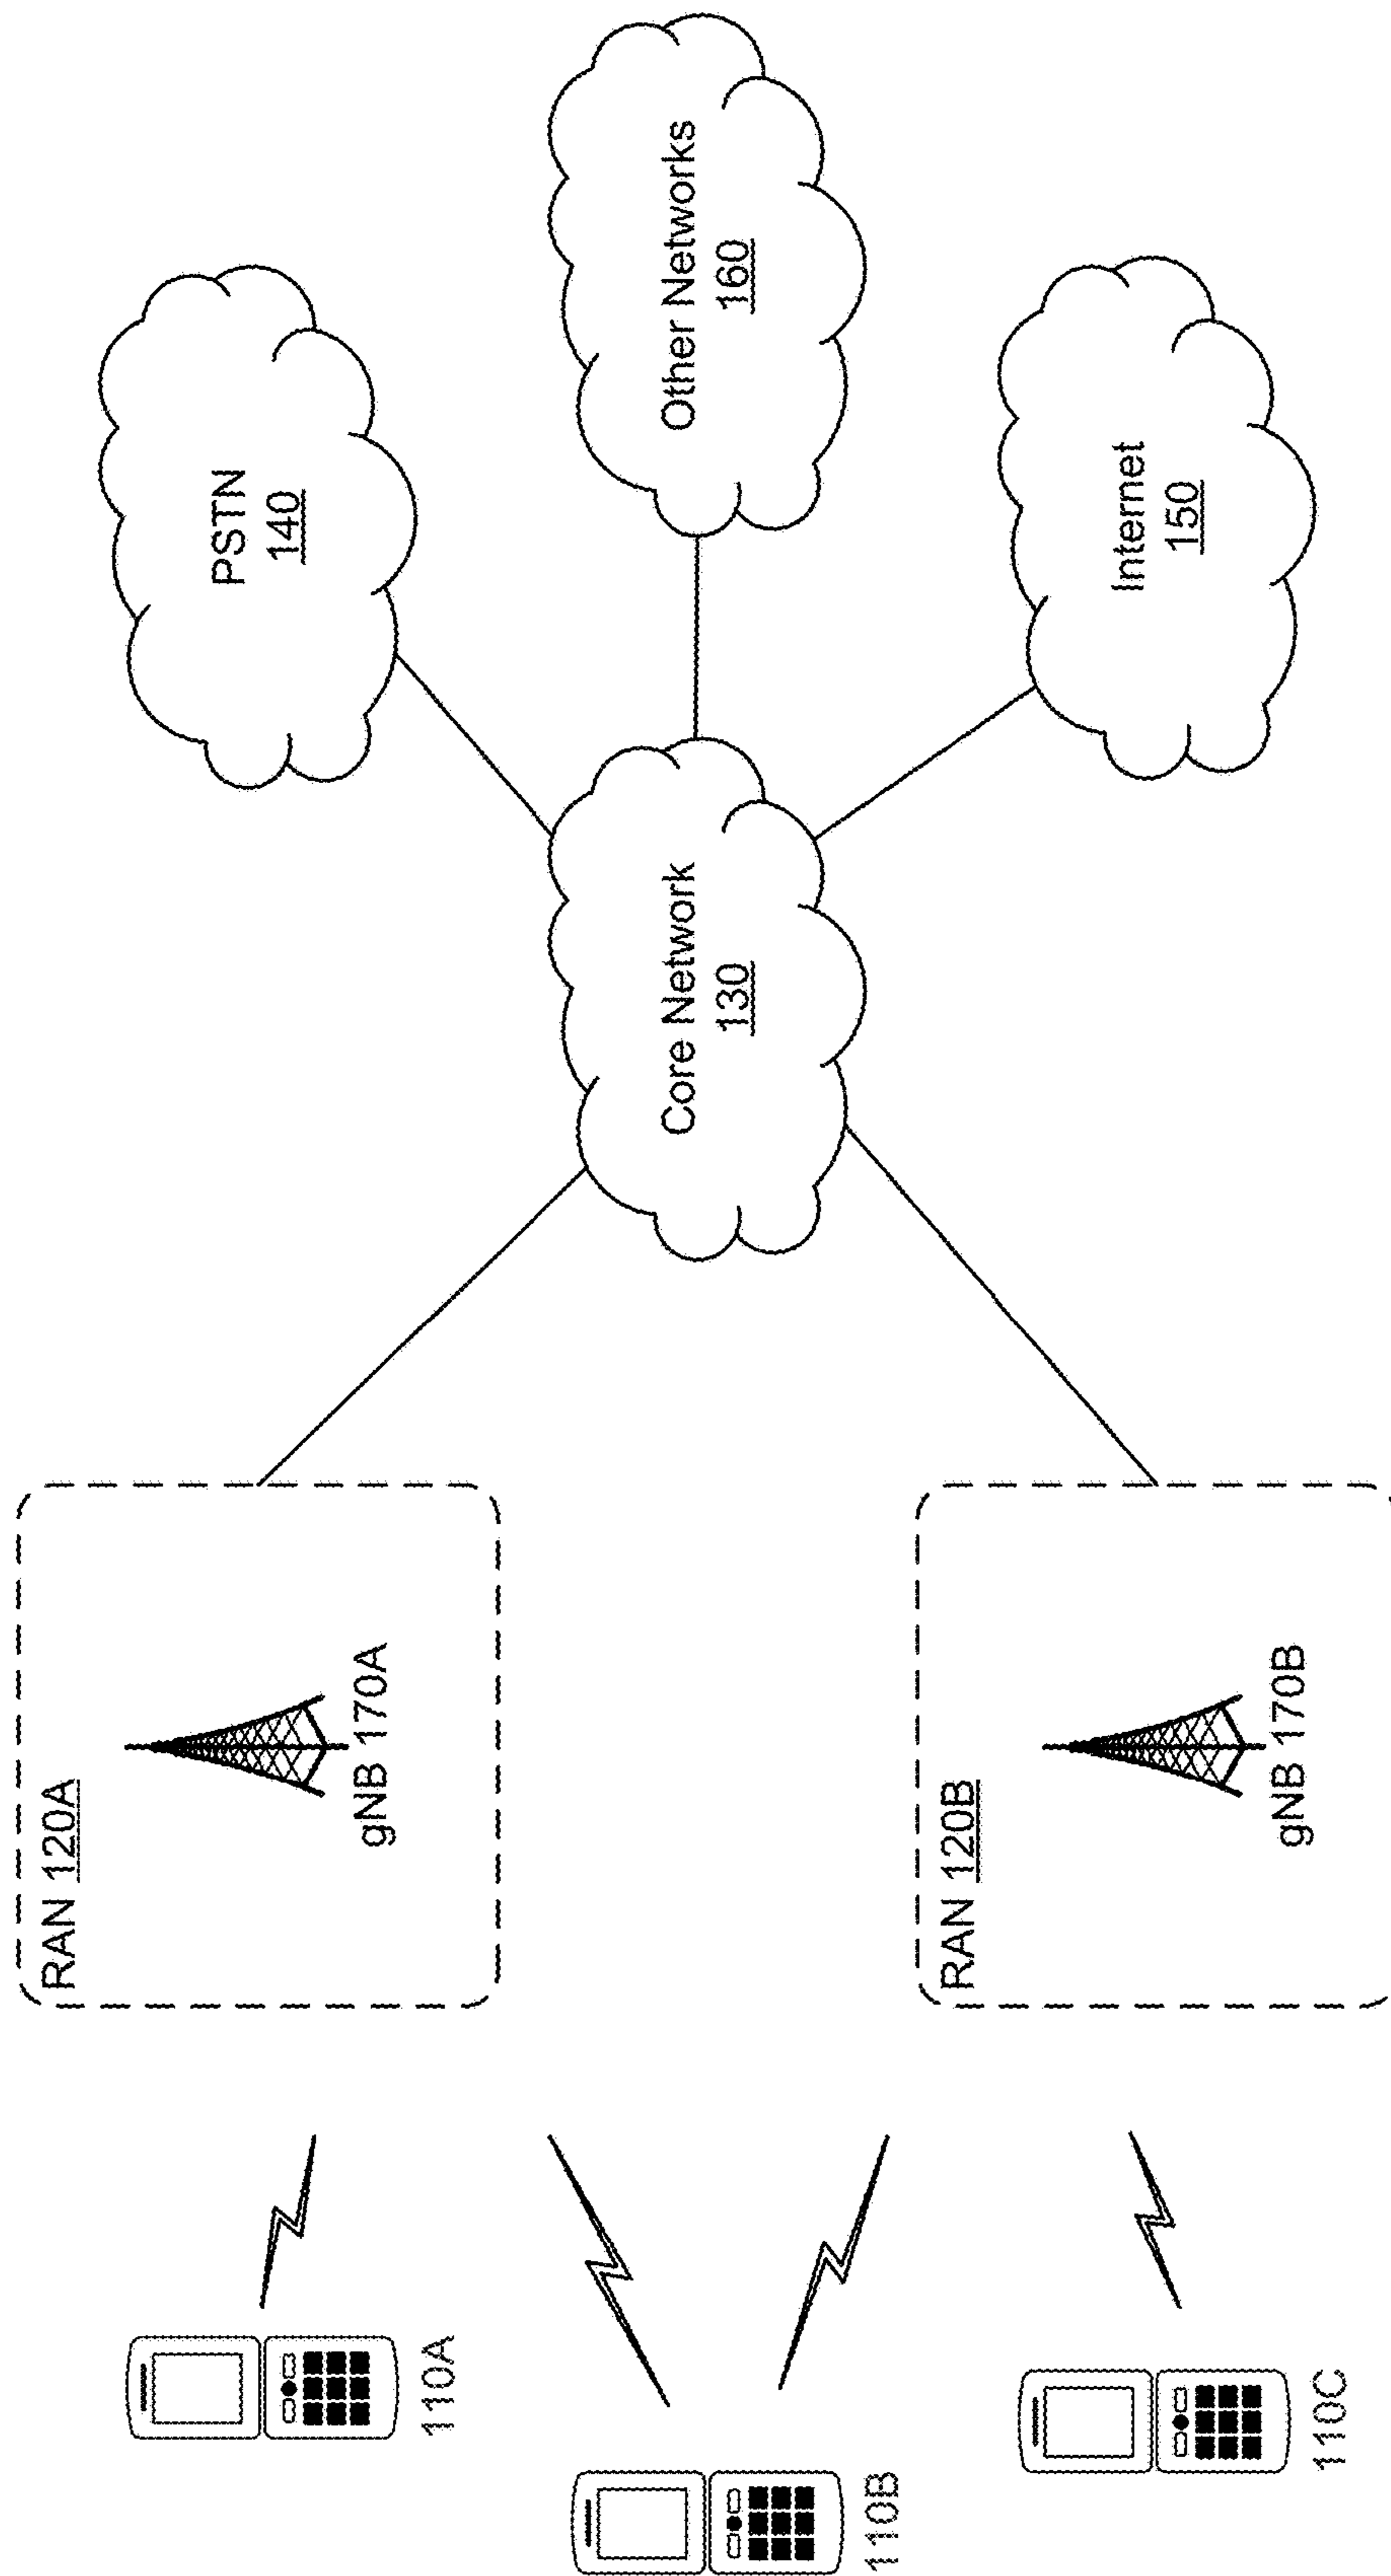 110A
110B
110C
RAN 120A
gNB 170A
RAN 120B
gNB 170B
Core Network
130
PSTN
140
Other Networks
160
Internet
150